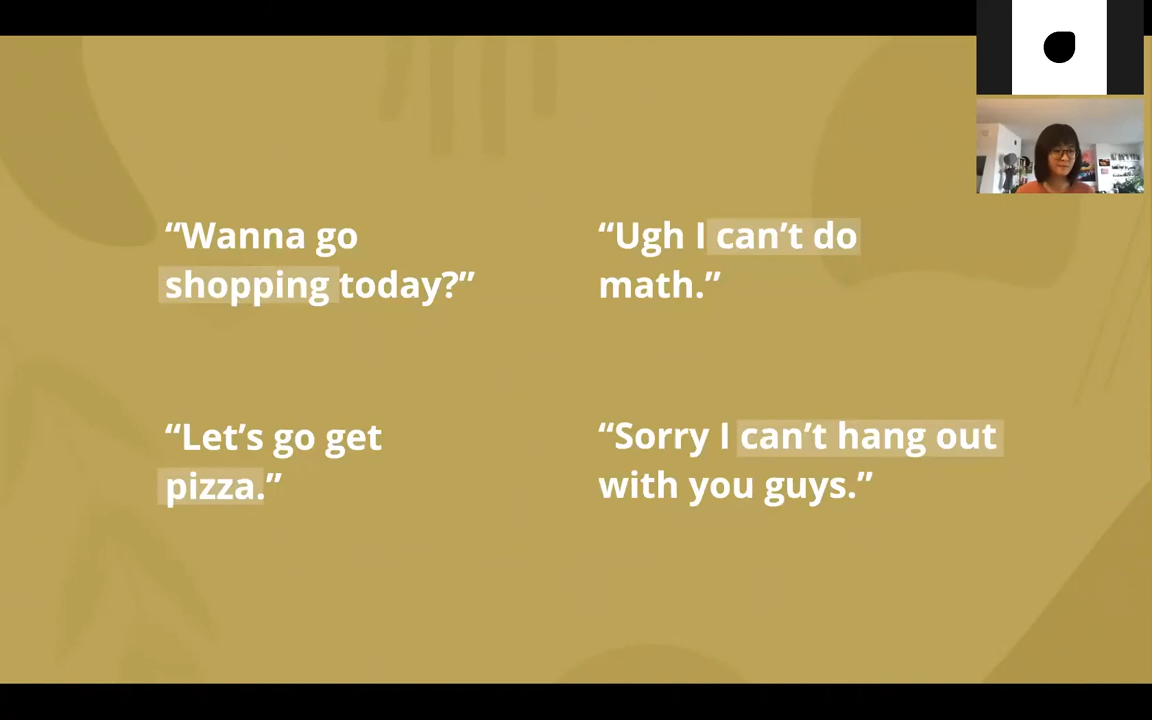 “Wanna go
shopping today?”
“Ugh I can’t do
math.”
“Let’s go get
pizza.”
“Sorry I can’t hang out
with you guys.”